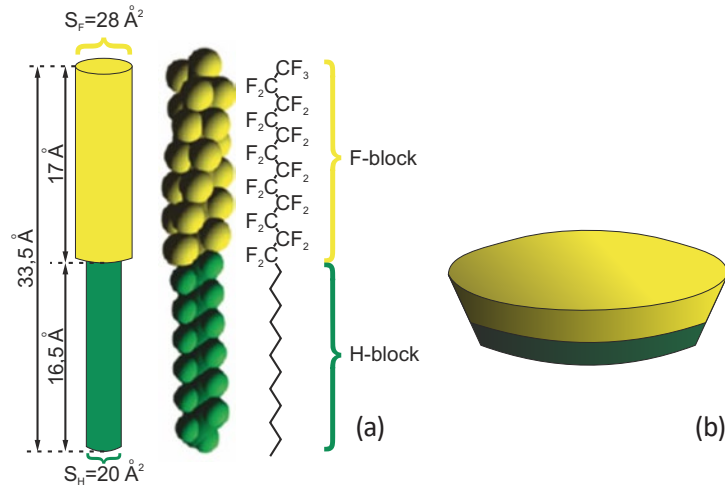 S_F=28 Å²
CF₃
F₂C
CF₂
F₂C
CF₂
F₂C
CF₂
F₂C
CF₂
F₂C
CF₂
F₂C
F-block
17 Å
33,5 Å
16,5 Å
H-block
S_H=20 Å²
(a)
(b)